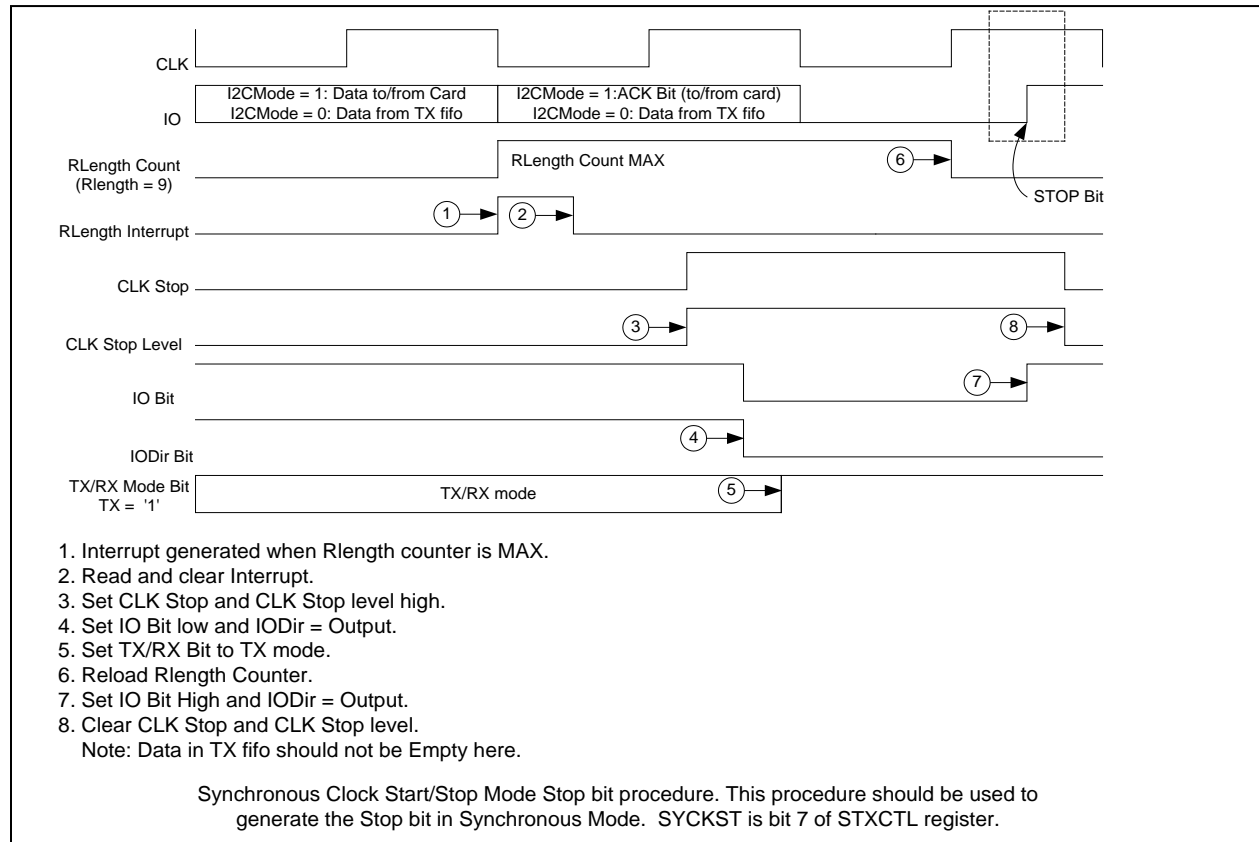 CLK
I2CMode = 1: Data to/from Card
I2CMode = 0: Data from TX fifo
I2CMode = 1:ACK Bit (to/from card)
I2CMode = 0: Data from TX fifo
IO
RLength Count
(Rlength = 9)
RLength Count MAX
6
STOP Bit
1
2
RLength Interrupt
CLK Stop
3
8
CLK Stop Level
7
IO Bit
4
IODir Bit
TX/RX Mode Bit
TX = '1'
TX/RX mode
5
1. Interrupt generated when Rlength counter is MAX.
2. Read and clear Interrupt.
3. Set CLK Stop and CLK Stop level high.
4. Set IO Bit low and IODir = Output.
5. Set TX/RX Bit to TX mode.
6. Reload Rlength Counter.
7. Set IO Bit High and IODir = Output.
8. Clear CLK Stop and CLK Stop level.
Note: Data in TX fifo should not be Empty here.
Synchronous Clock Start/Stop Mode Stop bit procedure. This procedure should be used to
generate the Stop bit in Synchronous Mode. SYCKST is bit 7 of STXCTL register.